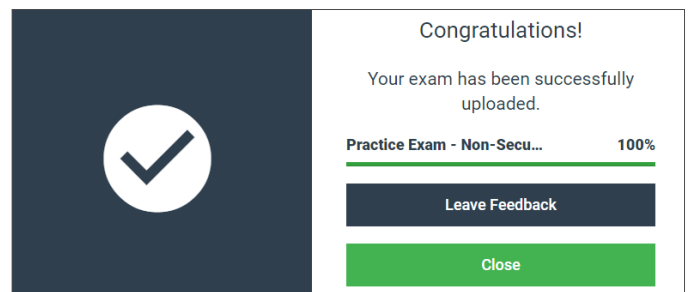 Congratulations!
Your exam has been successfully
uploaded.
Practice Exam - Non-Secu... 100%
Leave Feedback
Close